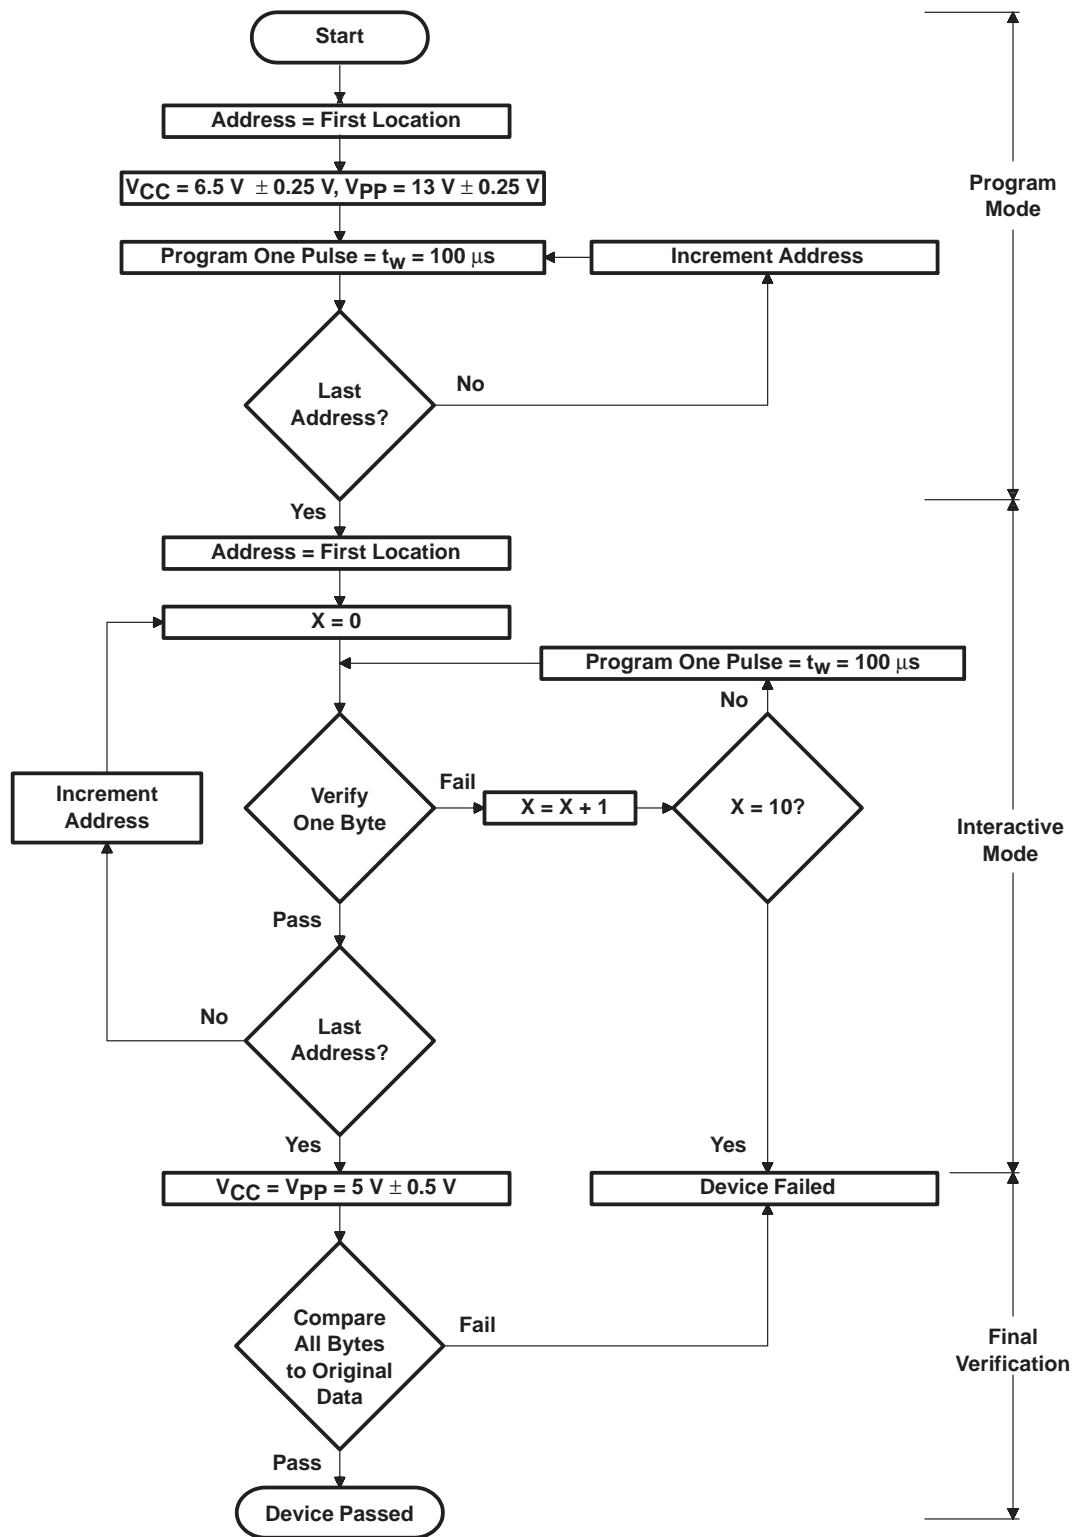 Start
Address = First Location
VCC = 6.5 V ± 0.25 V, VPP = 13 V ± 0.25 V
Program
Mode
Program One Pulse = tw = 100 μs
Increment Address
Last
Address?
No
Yes
Address = First Location
X = 0
Program One Pulse = tw = 100 μs
No
Increment
Address
Verify
One Byte
Fail
X = X + 1
X = 10?
Interactive
Mode
Pass
No
Last
Address?
Yes
Yes
VCC = VPP = 5 V ± 0.5 V
Device Failed
Compare
All Bytes
to Original
Data
Fail
Final
Verification
Pass
Device Passed